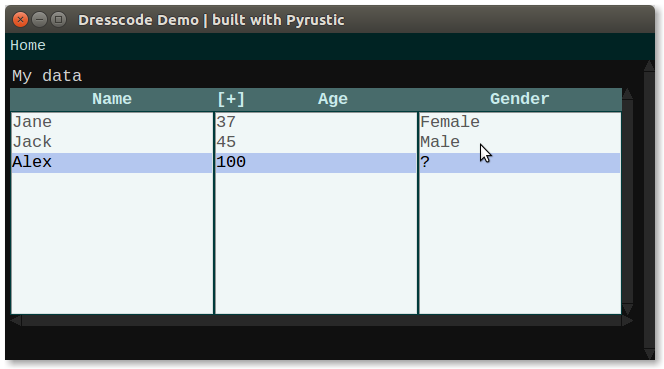 Dresscode Demo | built with Pyrustic
Home
My data
Name [+] Age Gender
Jane 37 Female
Jack 45 Male
Alex 100 ?